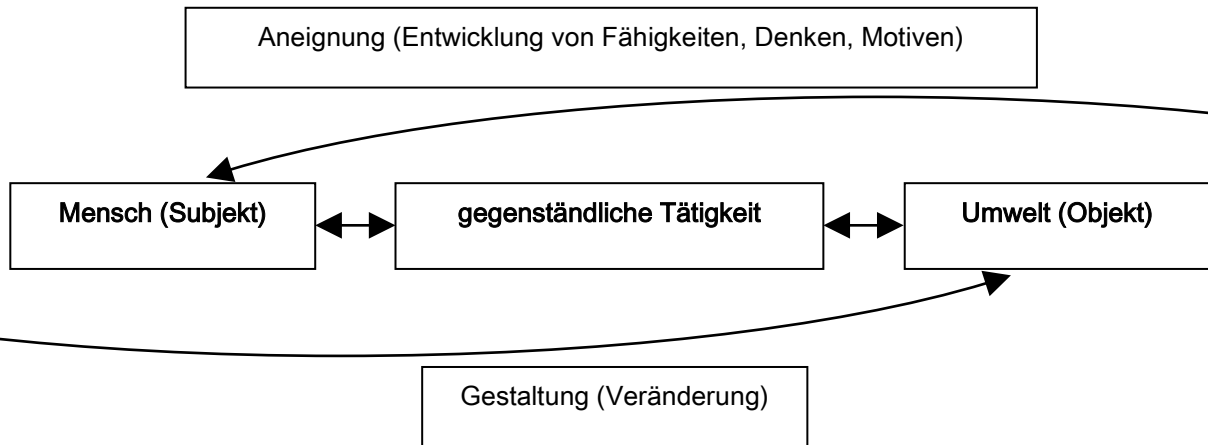 Aneignung (Entwicklung von Fähigkeiten, Denken, Motiven)
Mensch (Subjekt)
gegenständliche Tätigkeit
Umwelt (Objekt)
Gestaltung (Veränderung)